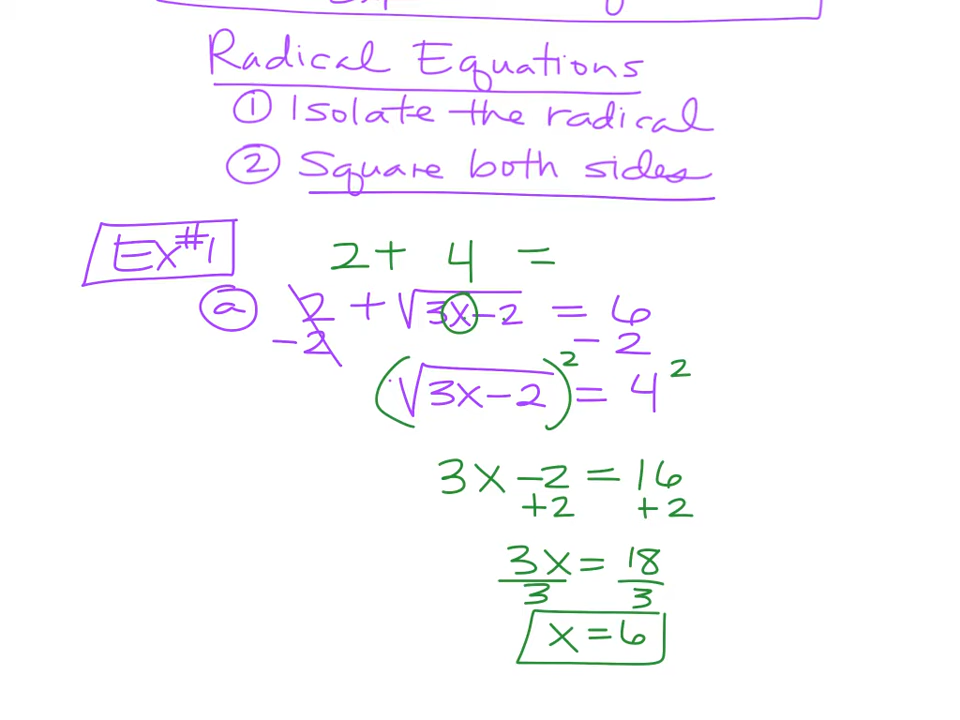 Radical Equations
① Isolate the radical
② Square both sides
Ex#1 2 + 4 =
ⓐ 2 + √(3x-2) = 6
-2 -2
(√(3x-2))² = 4²
3x - 2 = 16
+2 +2
3x = 18
3 3
x = 6